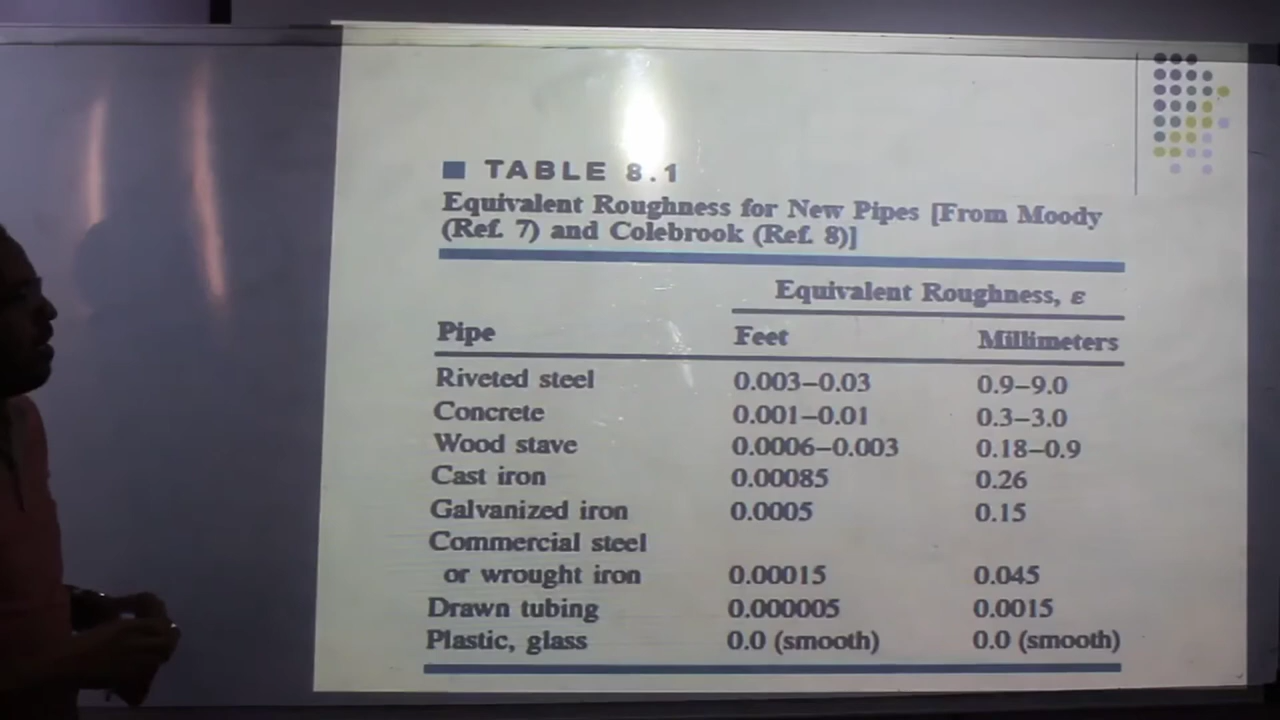 TABLE 8.1
Equivalent Roughness for New Pipes [From Moody
(Ref. 7) and Colebrook (Ref. 8)]
Equivalent Roughness, ε
Pipe Feet Millimeters
Riveted steel 0.003–0.03 0.9–9.0
Concrete 0.001–0.01 0.3–3.0
Wood stave 0.0006–0.003 0.18–0.9
Cast iron 0.00085 0.26
Galvanized iron 0.0005 0.15
Commercial steel
or wrought iron 0.00015 0.045
Drawn tubing 0.000005 0.0015
Plastic, glass 0.0 (smooth) 0.0 (smooth)